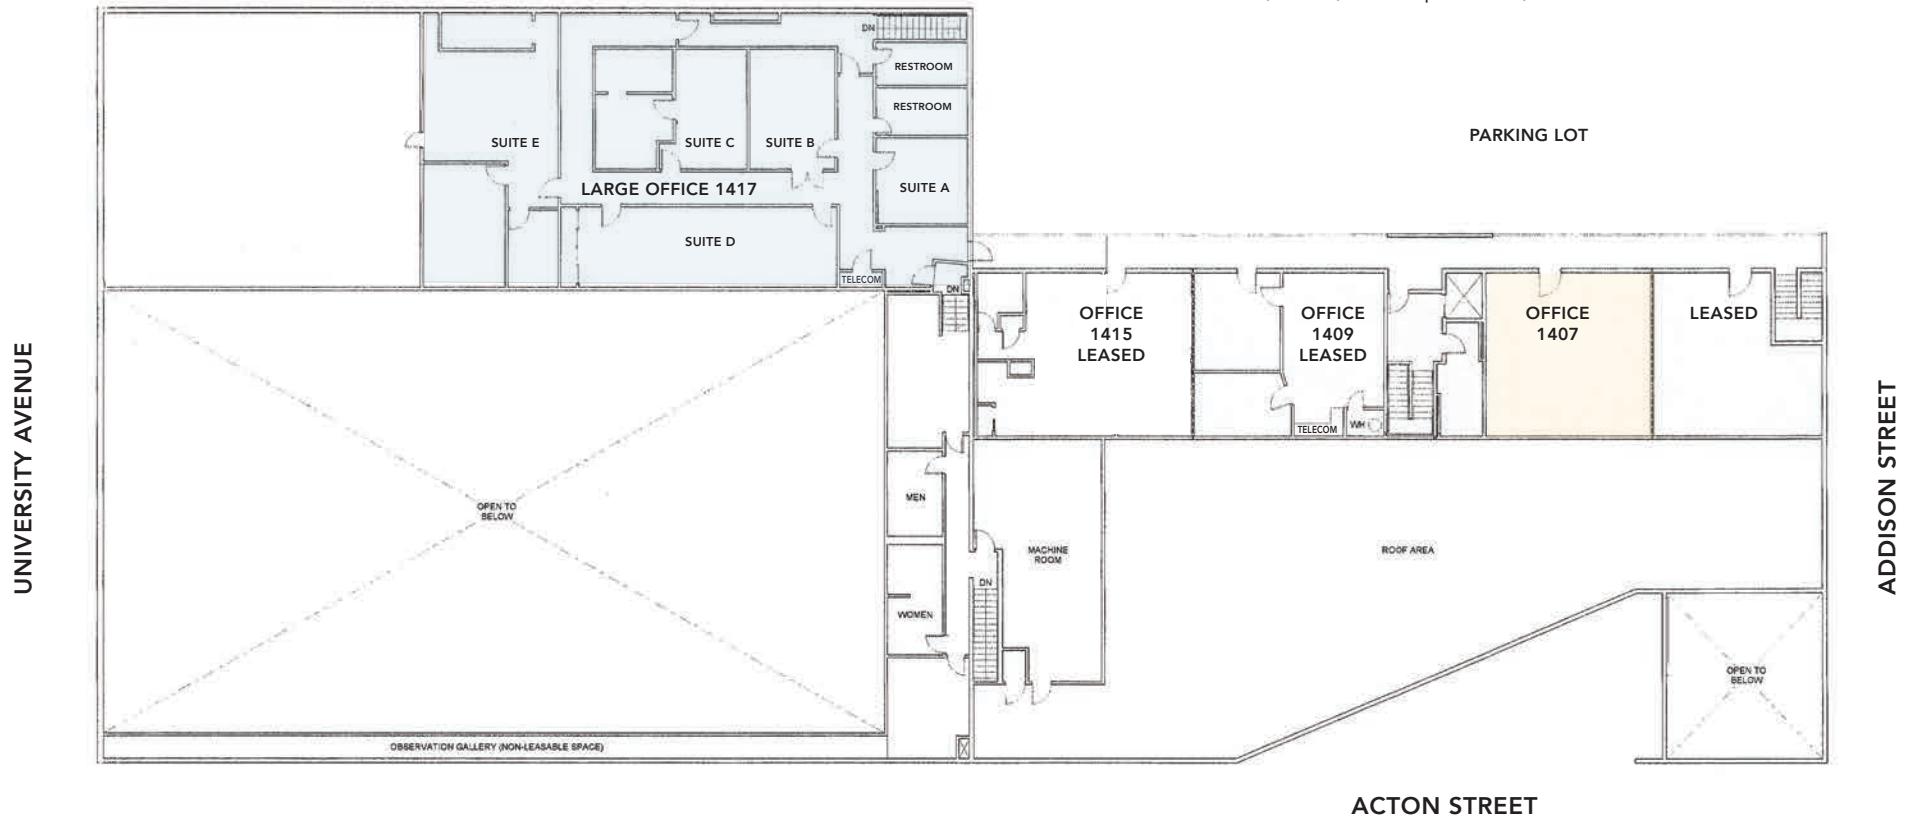 DN
RESTROOM
RESTROOM
SUITE E
SUITE C
SUITE B
PARKING LOT
LARGE OFFICE 1417
SUITE A
SUITE D
TELECOM
DN
OFFICE
1415
LEASED
OFFICE
1409
LEASED
OFFICE
1407
LEASED
TELECOM
WH
UNIVERSITY AVENUE
ADDISON STREET
OPEN TO
BELOW
MEN
MACHINE
ROOM
ROOF AREA
DN
WOMEN
OPEN TO
BELOW
OBSERVATION GALLERY (NON-LEASABLE SPACE)
ACTON STREET